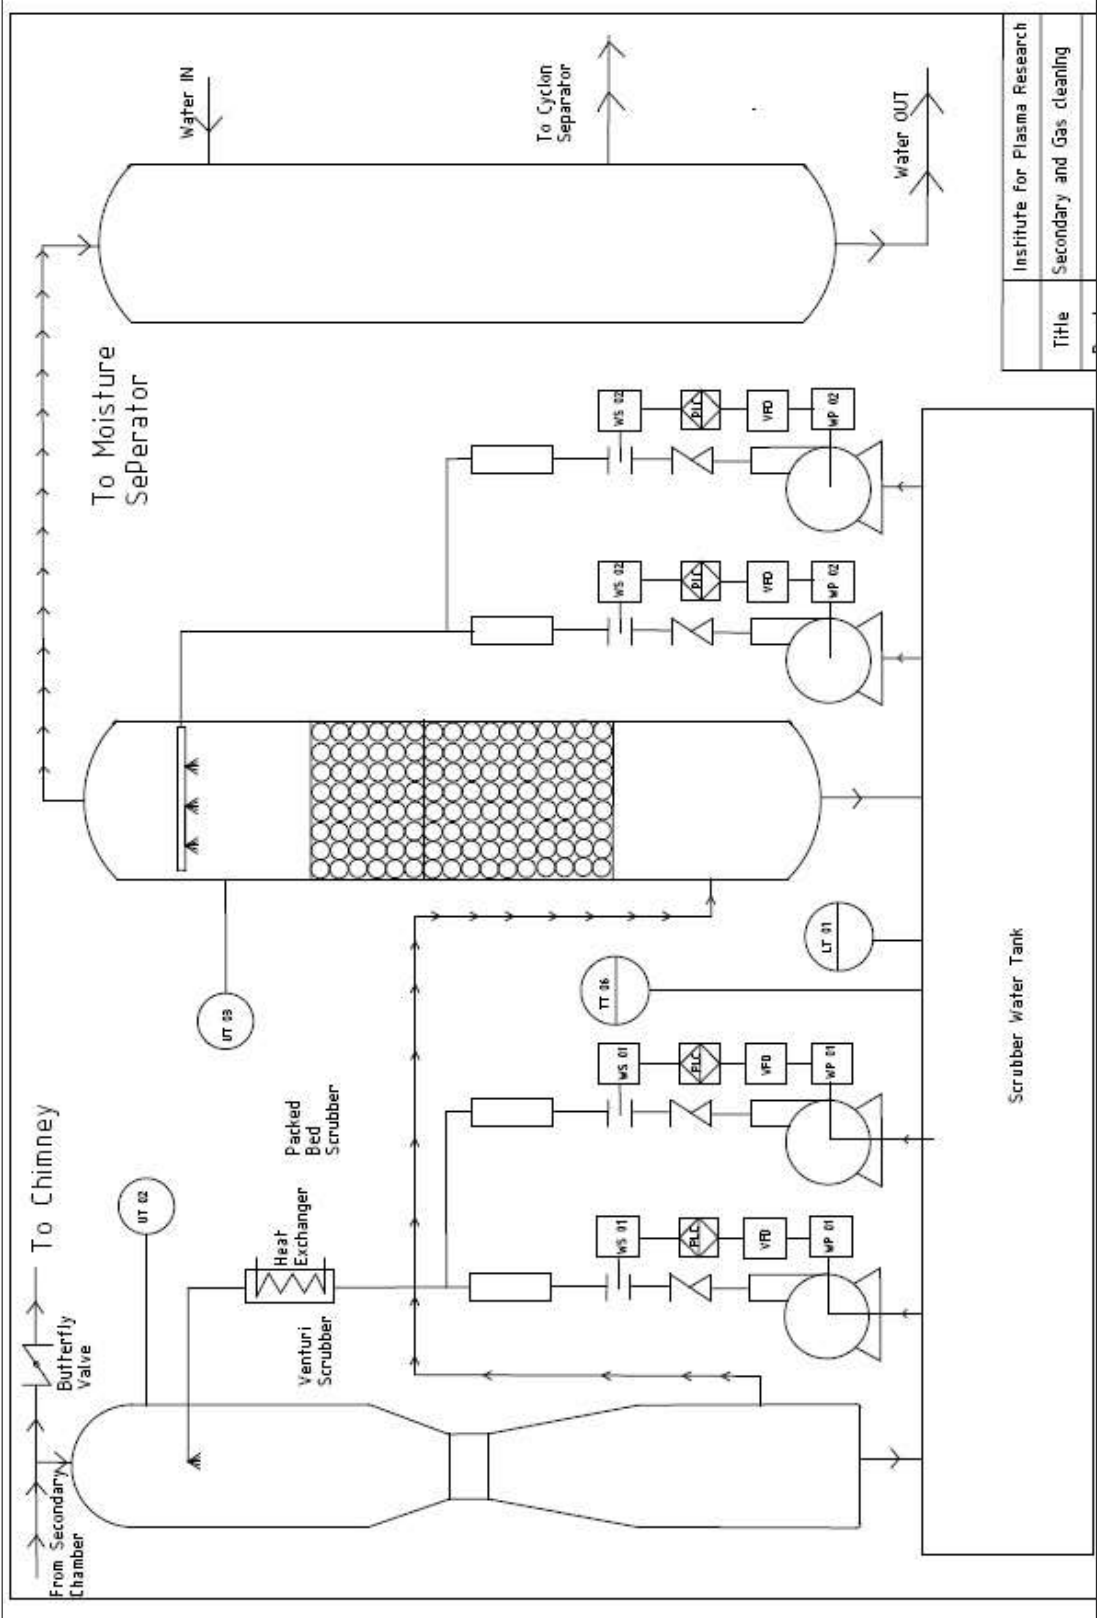 From Secondary
Chamber
Butterfly
Valve
To Chimney
UT 02
Venturi
Scrubber
Heat
Exchanger
Packed
Bed
Scrubber
UT 03
To Moisture
SePerator
Water IN
To Cyclon
Separator
Water OUT
WS 01
PLC
VFD
WP 01
WS 01
PLC
VFD
WP 01
TT 06
LT 01
WS 02
PLC
VFD
WP 02
WS 02
PLC
VFD
WP 02
Scrubber Water Tank
Institute for Plasma Research
Title
Secondary and Gas cleaning